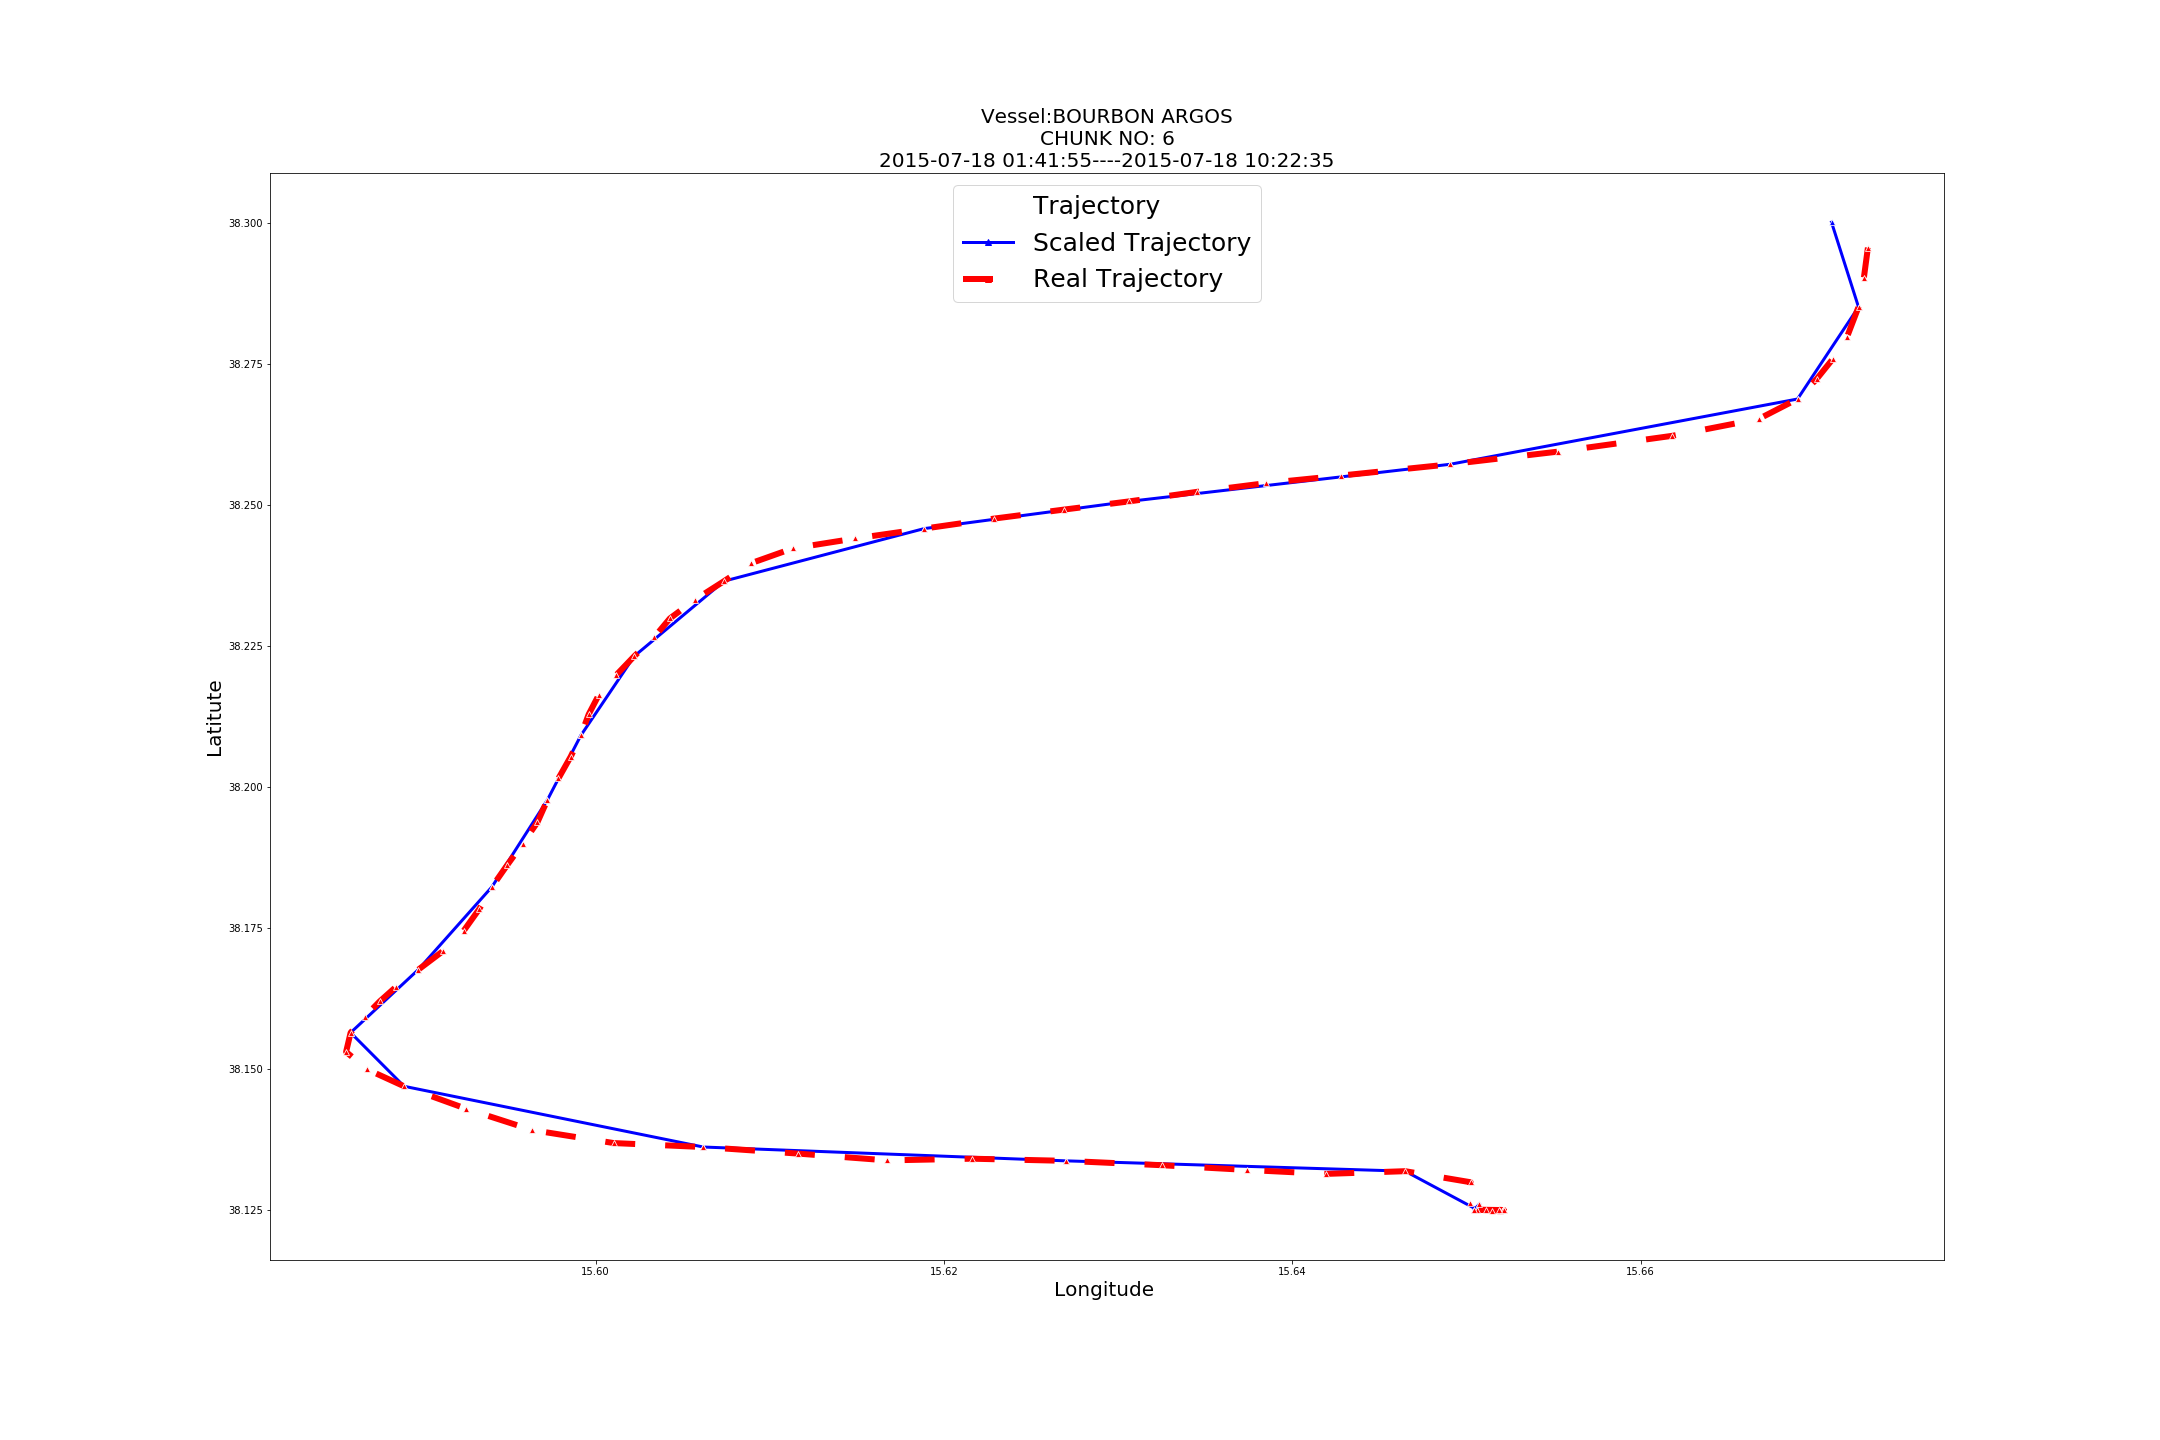 Vessel:BOURBON ARGOS
CHUNK NO: 6
2015-07-18 01:41:55----2015-07-18 10:22:35
Trajectory
Scaled Trajectory
Real Trajectory
38.300
38.275
38.250
38.225
38.200
38.175
38.150
38.125
Latitute
15.60
15.62
15.64
15.66
Longitude